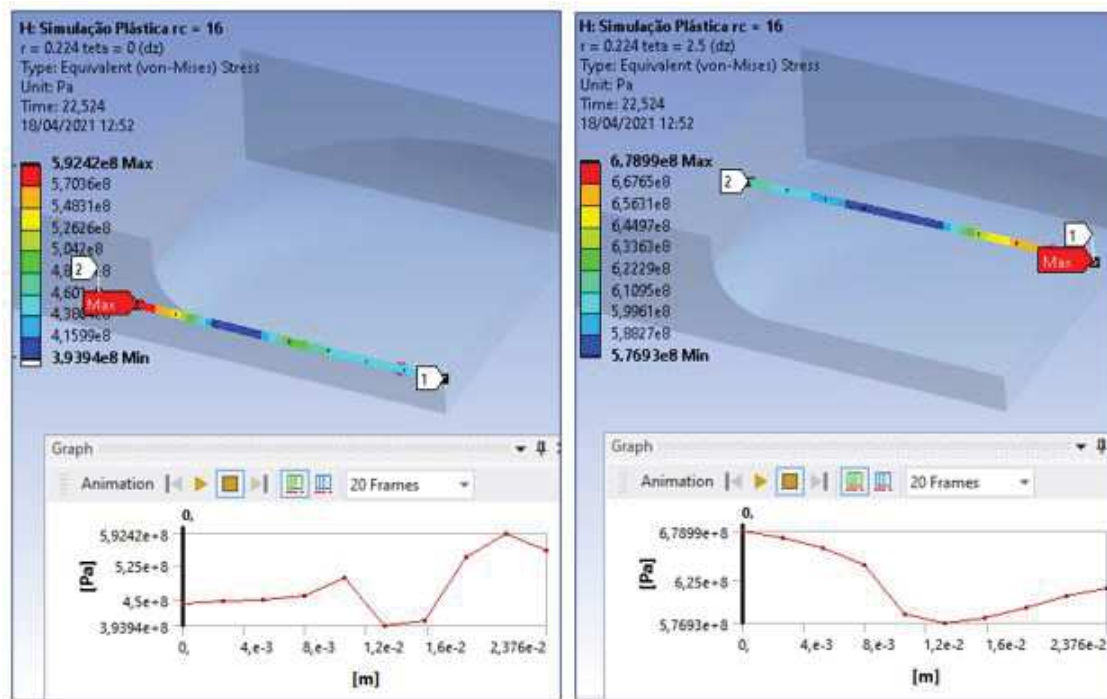 H: Simulação Plástica rc = 16
r = 0.224 teta = 0 (dz)
Type: Equivalent (von-Mises) Stress
Unit: Pa
Time: 22,524
18/04/2021 12:52
5,9242e8 Max
5,7036e8
5,4831e8
5,2626e8
5,042e8
4,1599e8
3,9394e8 Min
2
Max
1
Graph
Animation
20 Frames
0,
5,9242e+8
5,25e+8
4,5e+8
3,9394e+8
[Pa]
0, 4,e-3 8,e-3 1,2e-2 1,6e-2 2,376e-2
[m]
H: Simulação Plástica rc = 16
r = 0.224 teta = 2.5 (dz)
Type: Equivalent (von-Mises) Stress
Unit: Pa
Time: 22,524
18/04/2021 12:52
6,7899e8 Max
6,6765e8
6,5631e8
6,4497e8
6,3363e8
6,2229e8
6,1095e8
5,9961e8
5,8827e8
5,7693e8 Min
2
1
Max
Graph
Animation
20 Frames
0,
6,7899e+8
6,25e+8
5,7693e+8
[Pa]
0, 4,e-3 8,e-3 1,2e-2 1,6e-2 2,376e-2
[m]